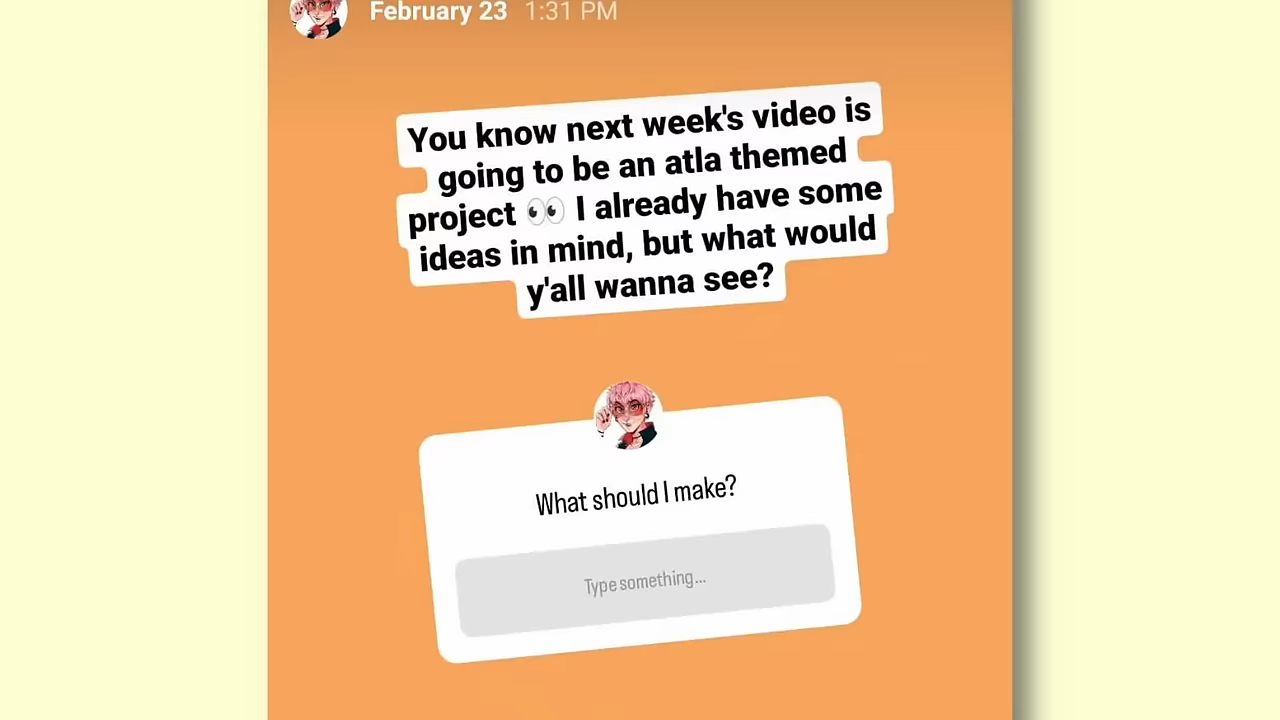 February 23 1:31 PM
You know next week's video is
going to be an atla themed
project 👀 I already have some
ideas in mind, but what would
y'all wanna see?
What should I make?
Type something...